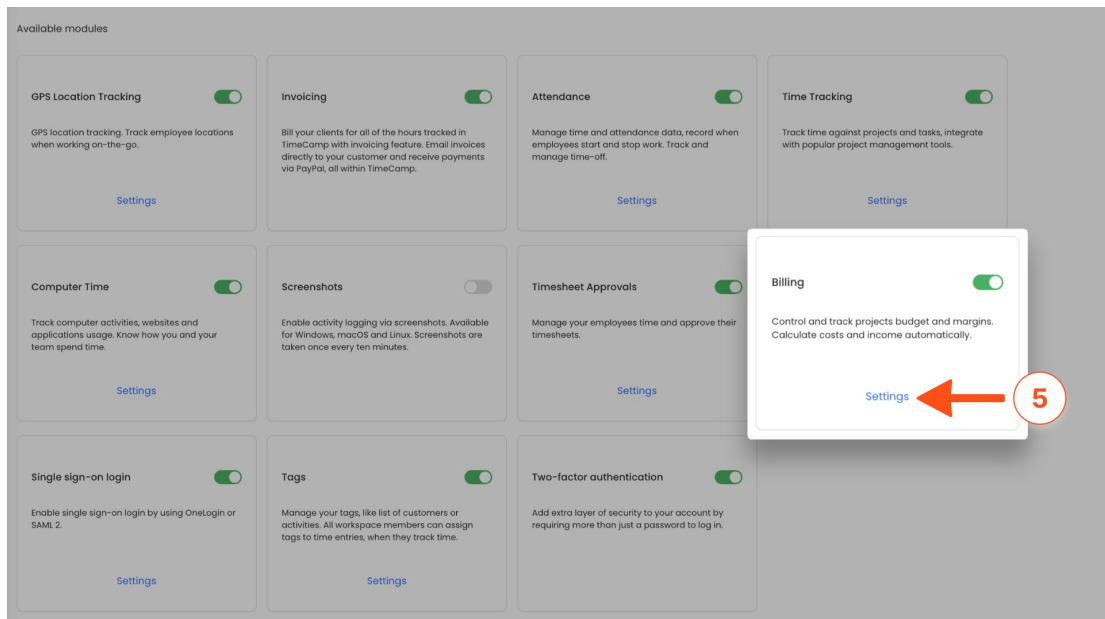 Available modules
GPS Location Tracking
GPS location tracking. Track employee locations
when working on-the-go.
Settings
Invoicing
Bill your clients for all of the hours tracked in
TimeCamp with invoicing feature. Email invoices
directly to your customer and receive payments
via PayPal, all within TimeCamp.
Attendance
Manage time and attendance data, record when
employees start and stop work. Track and
manage time-off.
Settings
Time Tracking
Track time against projects and tasks, integrate
with popular project management tools.
Settings
Computer Time
Track computer activities, websites and
applications usage. Know how you and your
team spend time.
Settings
Screenshots
Enable activity logging via screenshots. Available
for Windows, macOS and Linux. Screenshots are
taken once every ten minutes.
Timesheet Approvals
Manage your employees time and approve their
timesheets.
Settings
Billing
Control and track projects budget and margins.
Calculate costs and income automatically.
Settings
5
Single sign-on login
Enable single sign-on login by using OneLogin or
SAML 2.
Settings
Tags
Manage your tags, like list of customers or
activities. All workspace members can assign
tags to time entries, when they track time.
Settings
Two-factor authentication
Add extra layer of security to your account by
requiring more than just a password to log in.